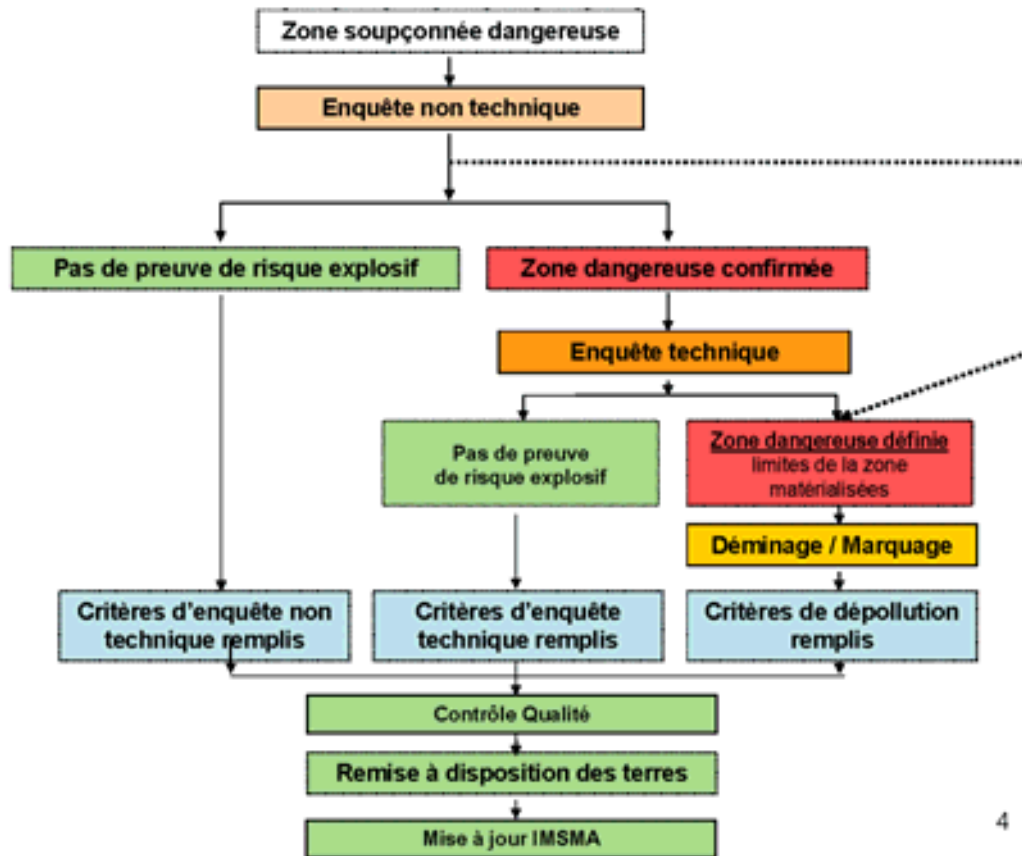 Zone soupçonnée dangereuse
Enquête non technique
Pas de preuve de risque explosif
Zone dangereuse confirmée
Enquête technique
Pas de preuve
de risque explosif
Zone dangereuse définie
limites de la zone
matérialisées
Déminage / Marquage
Critères d'enquête non
technique remplis
Critères d'enquête
technique remplis
Critères de dépollution
remplis
Contrôle Qualité
Remise à disposition des terres
Mise à jour IMSMA
4